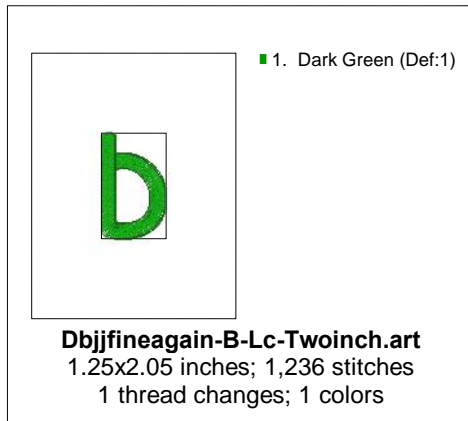 1. Dark Green (Def:1)
b
Dbjjfineagain-B-Lc-Twoinch.art
1.25x2.05 inches; 1,236 stitches
1 thread changes; 1 colors